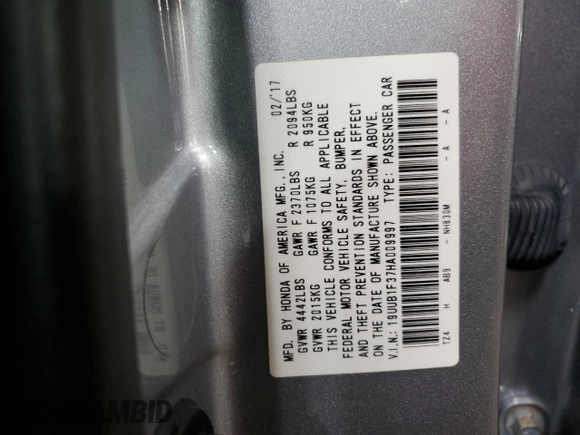 MFD. BY HONDA OF AMERICA MFG., INC. 02/'17
GVWR 4442LBS GAWR F 2370LBS R 2094LBS
GVWR 2015KG GAWR F 1075KG R 950KG
THIS VEHICLE CONFORMS TO ALL APPLICABLE
FEDERAL MOTOR VEHICLE SAFETY, BUMPER,
AND THEFT PREVENTION STANDARDS IN EFFECT
ON THE DATE OF MANUFACTURE SHOWN ABOVE.
V.I.N.: 19UUB1F37HA009997 TYPE: PASSENGER CAR
TZ4 H AB9 - NH830M - A - A